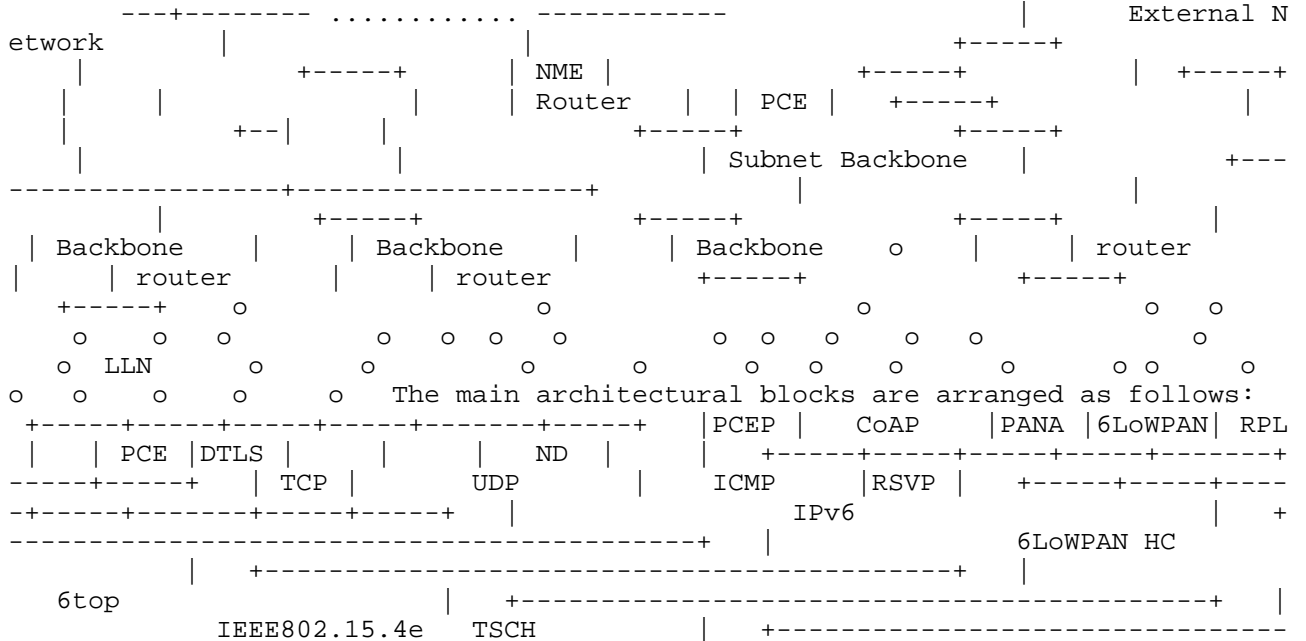 ---+-------- ............ ------------ | External N
etwork | | +-----+
| +-----+ | NME | +-----+ | +-----+
| | | | Router | | PCE | +-----+ |
| +--| | +-----+ +-----+
| | | Subnet Backbone | +---
-----------------+------------------+ | |
| +-----+ +-----+ +-----+ |
| Backbone | | Backbone | | Backbone o | | router
| | router | | router +-----+ +-----+
+-----+ o o o o o
o o o o o o o o o o o o o
o LLN o o o o o o o o o o
o o o o o The main architectural blocks are arranged as follows:
+-----+-----+-----+-----+-------+-----+ |PCEP | CoAP |PANA |6LoWPAN| RPL
| | PCE |DTLS | | | ND | | +-----+-----+-----+-----+-------+
-----+-----+ | TCP | UDP | ICMP |RSVP | +-----+-----+----
-+-----+-------+-----+-----+ | IPv6 | +
-------------------------------------------+ | 6LoWPAN HC
| +-------------------------------------------+ |
6top | +-------------------------------------------+ |
IEEE802.15.4e TSCH | +--------------------------------